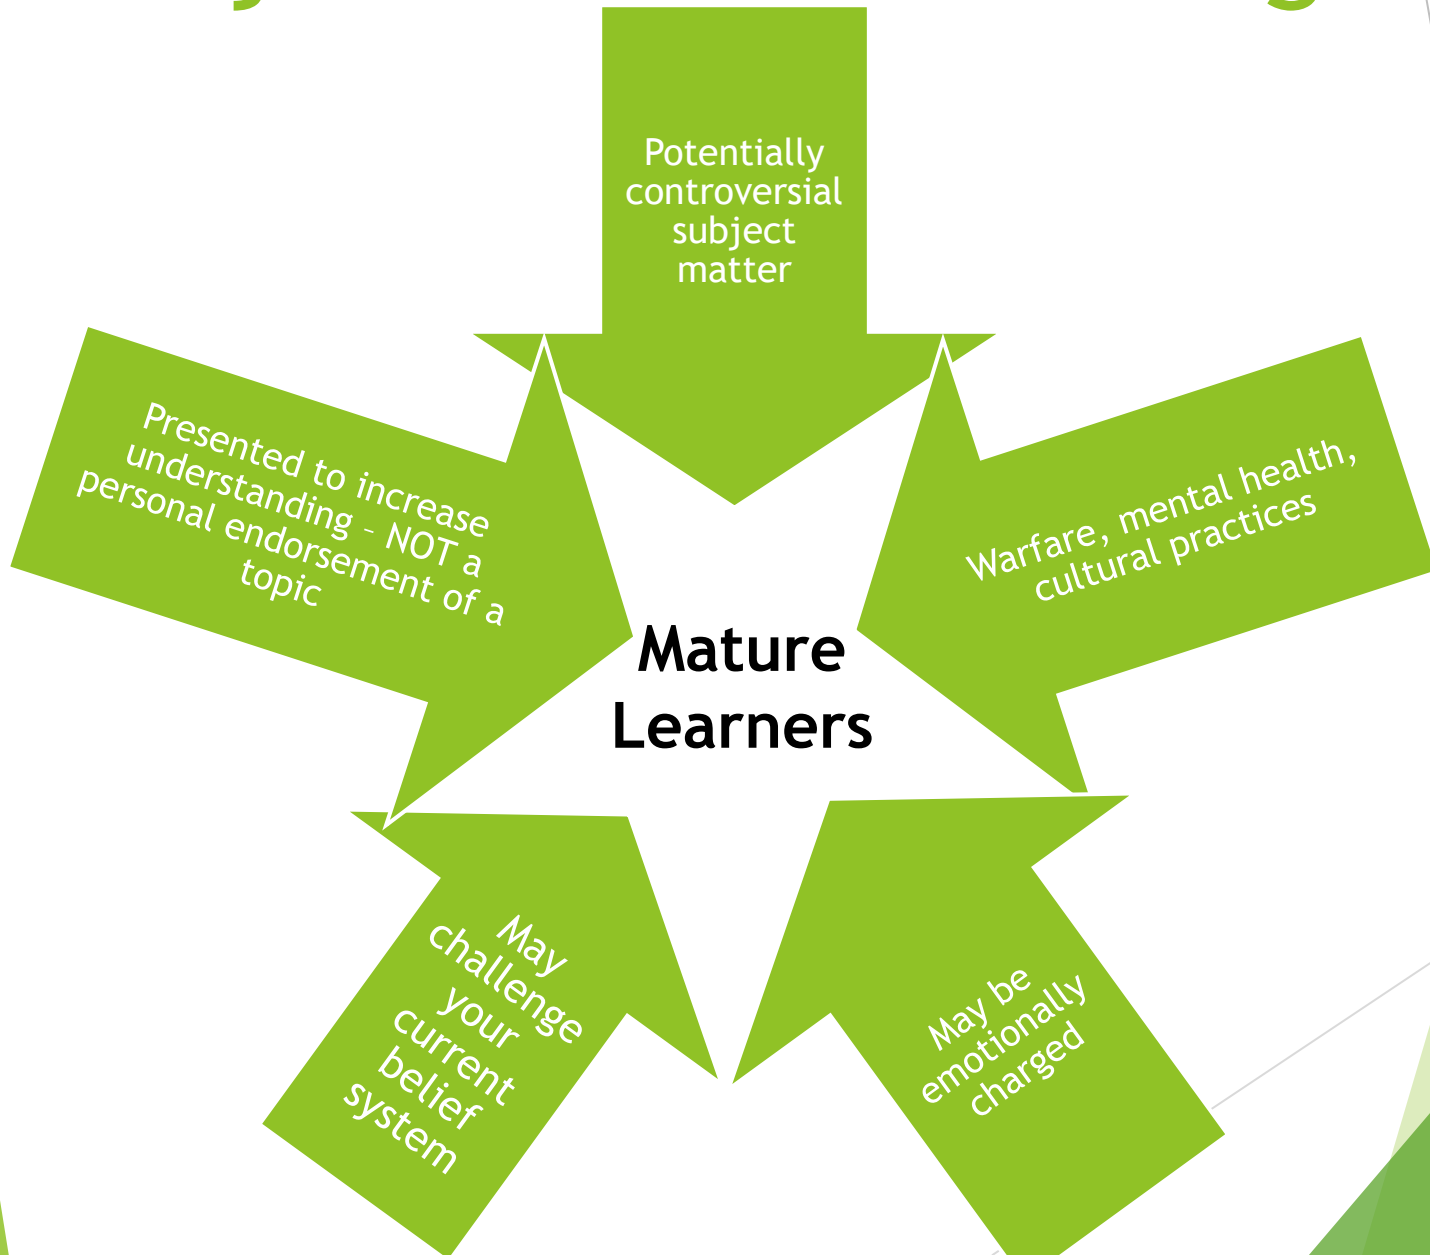 Potentially
controversial
subject
matter
Warfare, mental health,
cultural practices
May be
emotionally
charged
May
challenge
your
current
belief
system
Presented to increase
understanding – NOT a
personal endorsement of a
topic
Mature
Learners